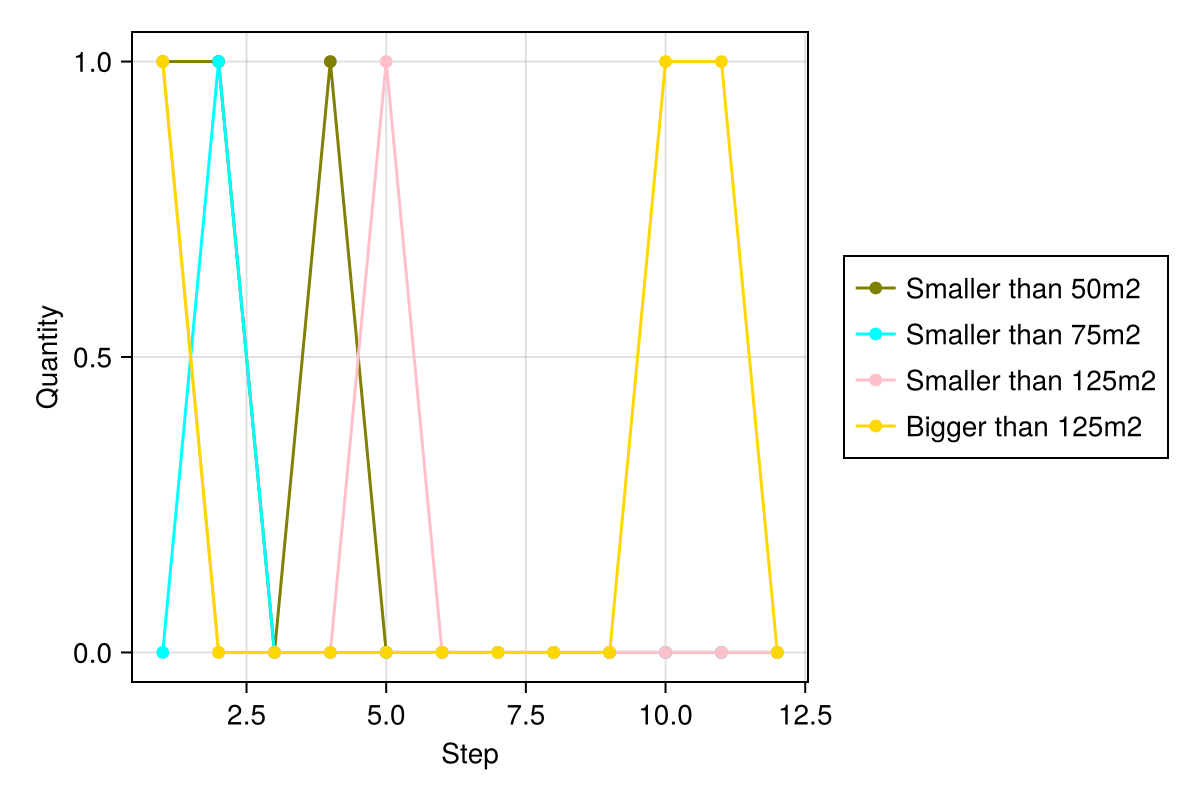 1.0
0.5
0.0
Quantity
2.5 5.0 7.5 10.0 12.5
Step
Smaller than 50m2
Smaller than 75m2
Smaller than 125m2
Bigger than 125m2